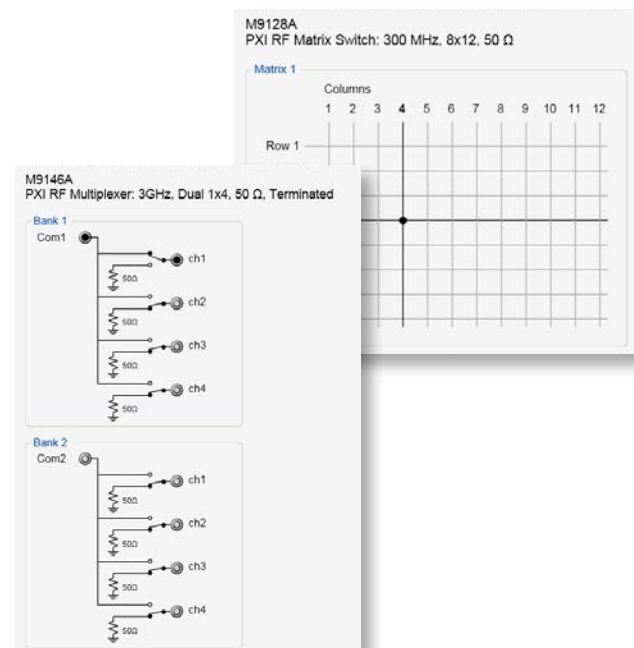 M9128A
PXI RF Matrix Switch: 300 MHz, 8x12, 50 Ω
Matrix 1
Columns
1 2 3 4 5 6 7 8 9 10 11 12
Row 1
M9146A
PXI RF Multiplexer: 3GHz, Dual 1x4, 50 Ω, Terminated
Bank 1
Com1
ch1
50Ω
ch2
50Ω
ch3
50Ω
ch4
50Ω
Bank 2
Com2
ch1
50Ω
ch2
50Ω
ch3
50Ω
ch4
50Ω